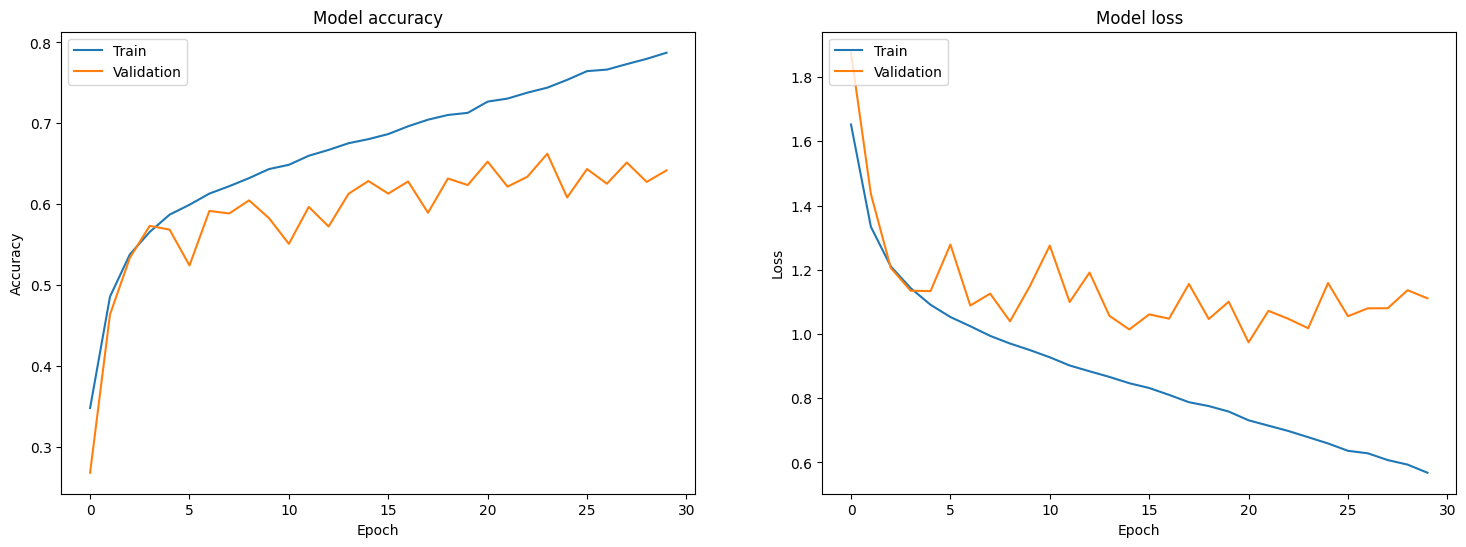 Model accuracy
Train
Validation
0.8
0.7
0.6
0.5
0.4
0.3
Accuracy
0
5
10
15
20
25
30
Epoch
Model loss
Train
Validation
1.8
1.6
1.4
1.2
1.0
0.8
0.6
Loss
0
5
10
15
20
25
30
Epoch